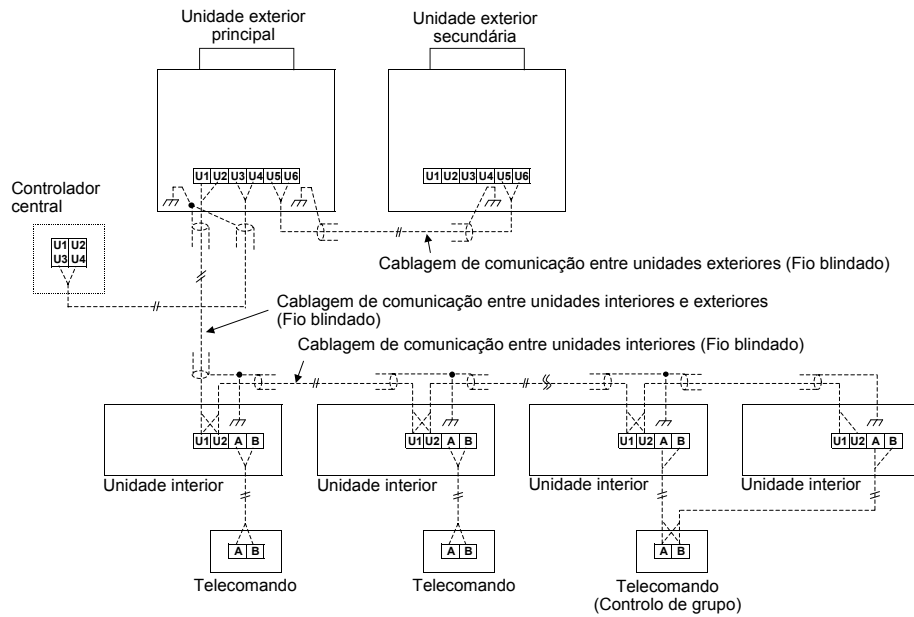 Unidade exterior
principal
Unidade exterior
secundária
U1 U2 U3 U4 U5 U6
U1 U2 U3 U4 U5 U6
Controlador
central
U1 U2
U3 U4
Cablagem de comunicação entre unidades exteriores (Fio blindado)
Cablagem de comunicação entre unidades interiores e exteriores
(Fio blindado)
Cablagem de comunicação entre unidades interiores (Fio blindado)
U1 U2 A B
U1 U2 A B
U1 U2 A B
U1 U2 A B
Unidade interior
Unidade interior
Unidade interior
Unidade interior
A B
A B
A B
Telecomando
Telecomando
Telecomando
(Controlo de grupo)